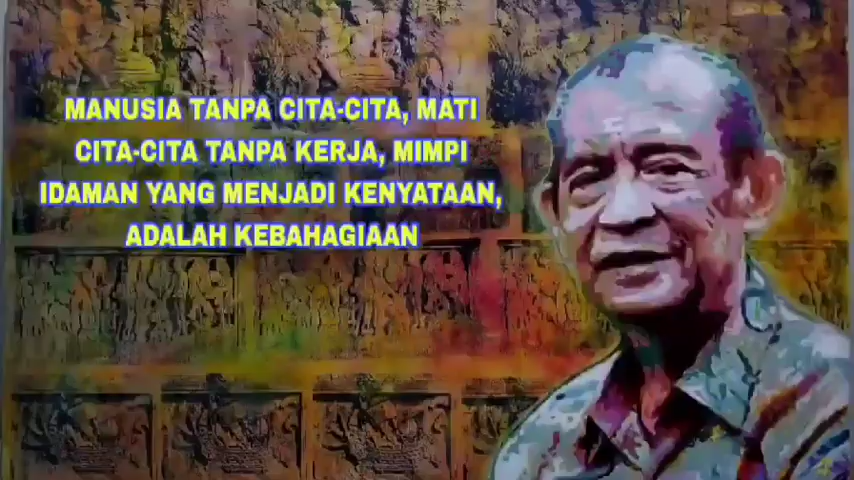 MANUSIA TANPA CITA-CITA, MATI
CITA-CITA TANPA KERJA, MIMPI
IDAMAN YANG MENJADI KENYATAAN,
ADALAH KEBAHAGIAAN